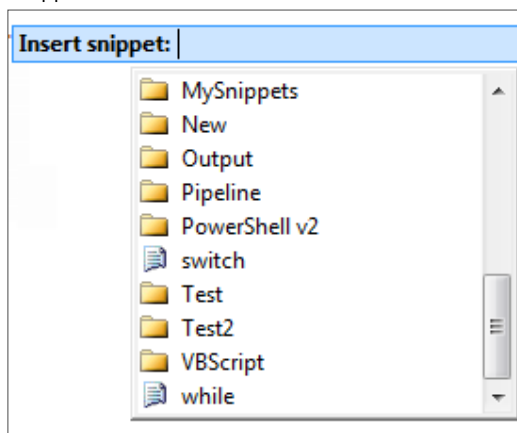 Insert snippet:
MySnippets
New
Output
Pipeline
PowerShell v2
switch
Test
Test2
VBScript
while